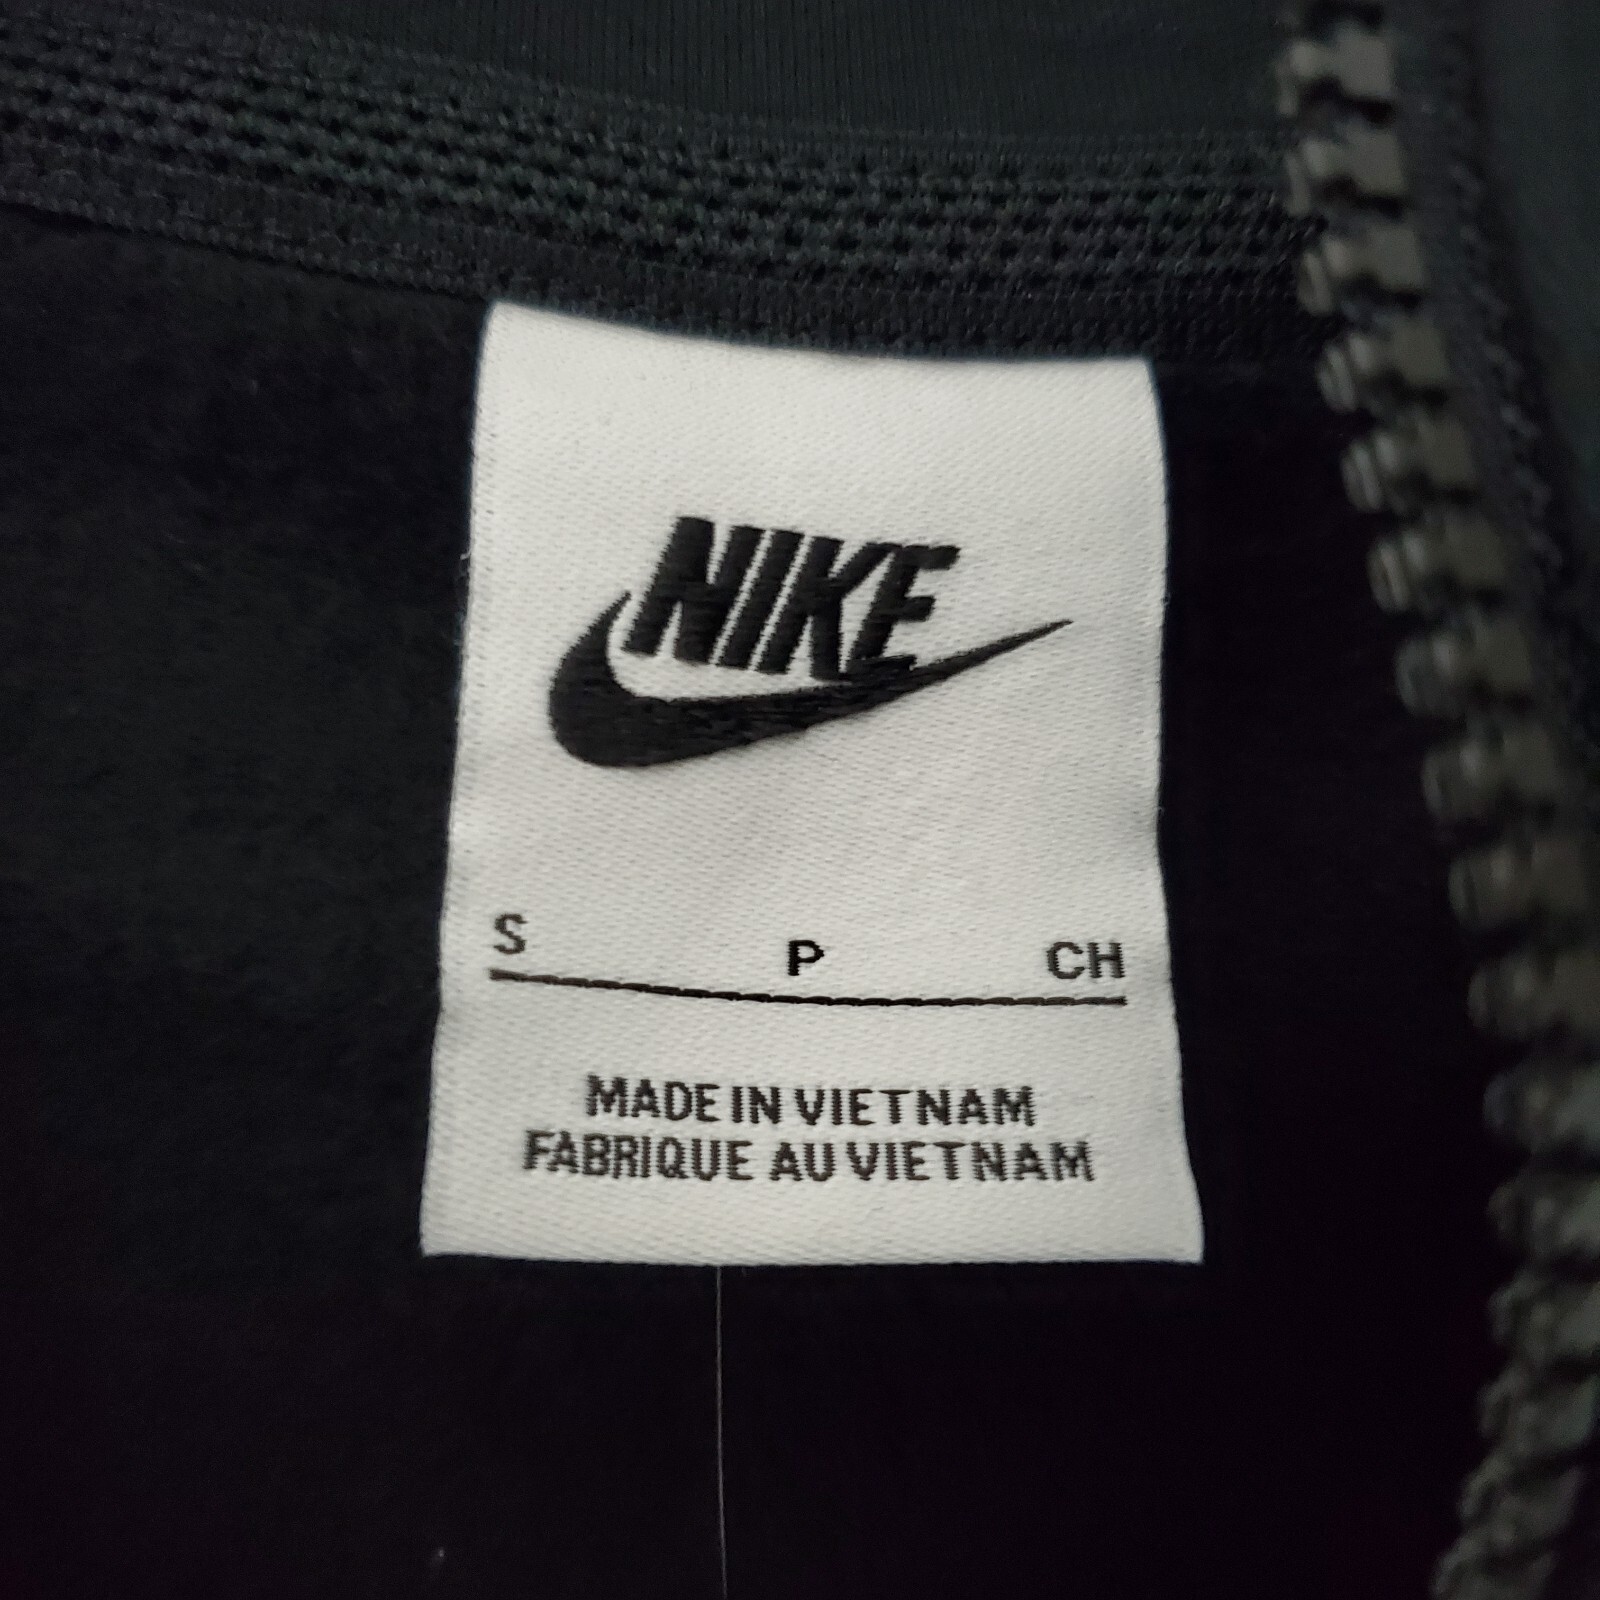 NIKE
S P CH
MADE IN VIETNAM
FABRIQUE AU VIETNAM